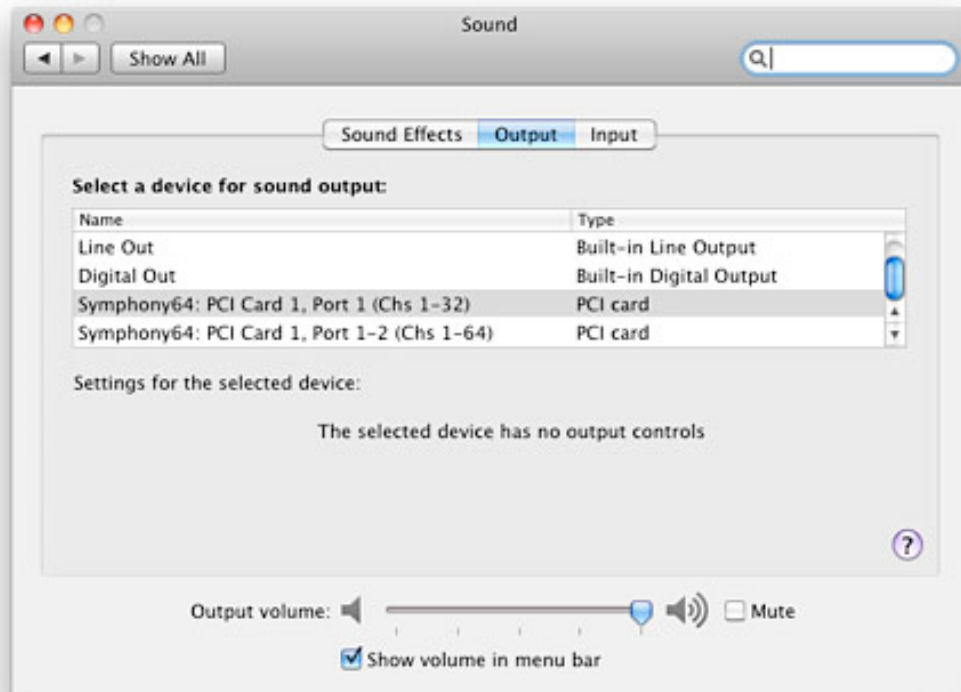 Sound
Show All
Sound Effects Output Input
Select a device for sound output:
Name Type
Line Out Built-in Line Output
Digital Out Built-in Digital Output
Symphony64: PCI Card 1, Port 1 (Chs 1-32) PCI card
Symphony64: PCI Card 1, Port 1-2 (Chs 1-64) PCI card
Settings for the selected device:
The selected device has no output controls
?
Output volume: Mute
Show volume in menu bar